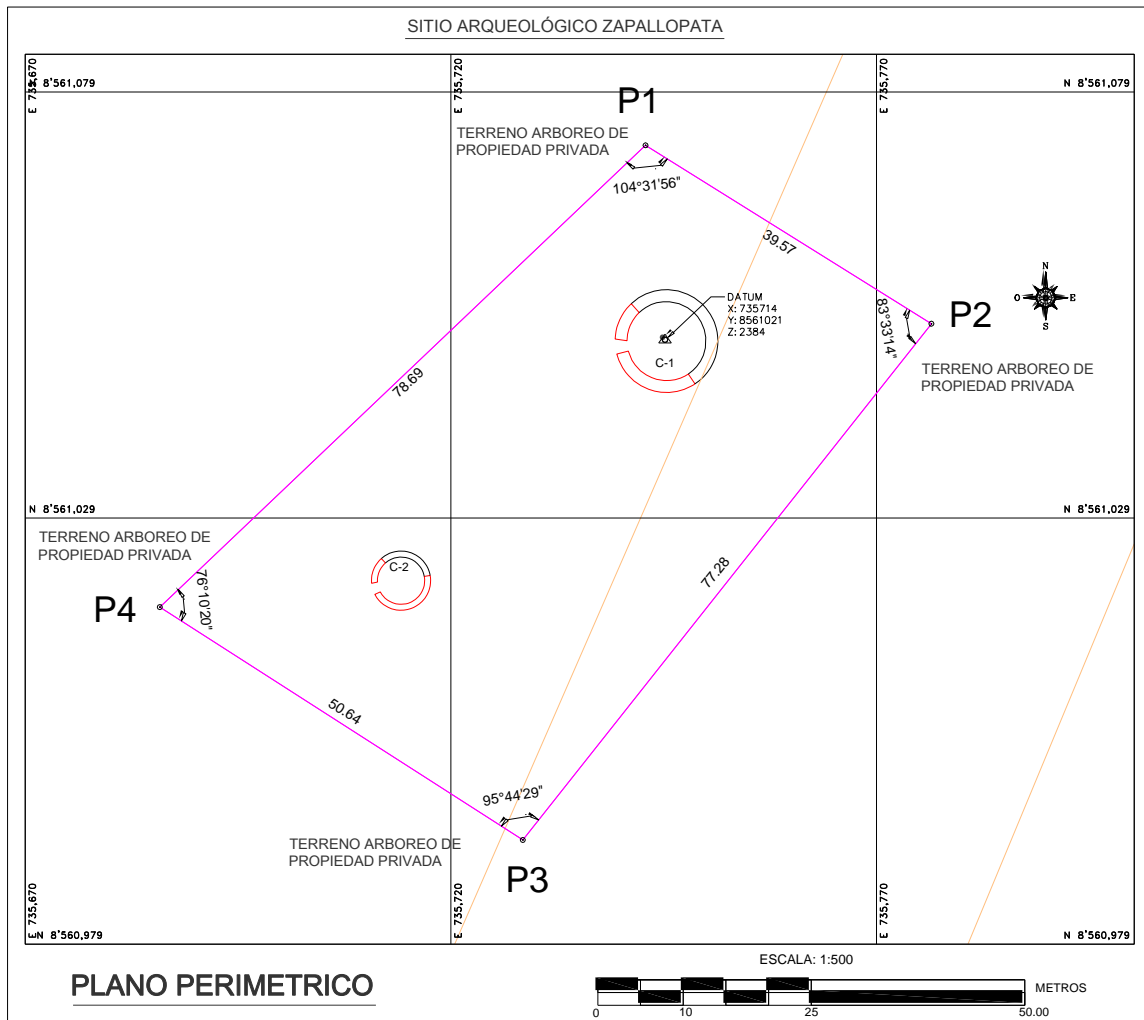 SITIO ARQUEOLÓGICO ZAPALLOPATA
E 735,670
E 735,720
E 735,770
N 8'561,079
N 8'561,079
P1
TERRENO ARBOREO DE
PROPIEDAD PRIVADA
104°31'56"
39.57
N
O
E
S
DATUM
X: 735714
Y: 8561021
Z: 2384
C-1
83°33'14"
P2
TERRENO ARBOREO DE
PROPIEDAD PRIVADA
78.69
N 8'561,029
N 8'561,029
TERRENO ARBOREO DE
PROPIEDAD PRIVADA
C-2
76°10'20"
77.28
P4
50.64
95°44'29"
TERRENO ARBOREO DE
PROPIEDAD PRIVADA
P3
E 735,670
E 735,720
E 735,770
N 8'560,979
N 8'560,979
PLANO PERIMETRICO
ESCALA: 1:500
METROS
0 10 25 50.00